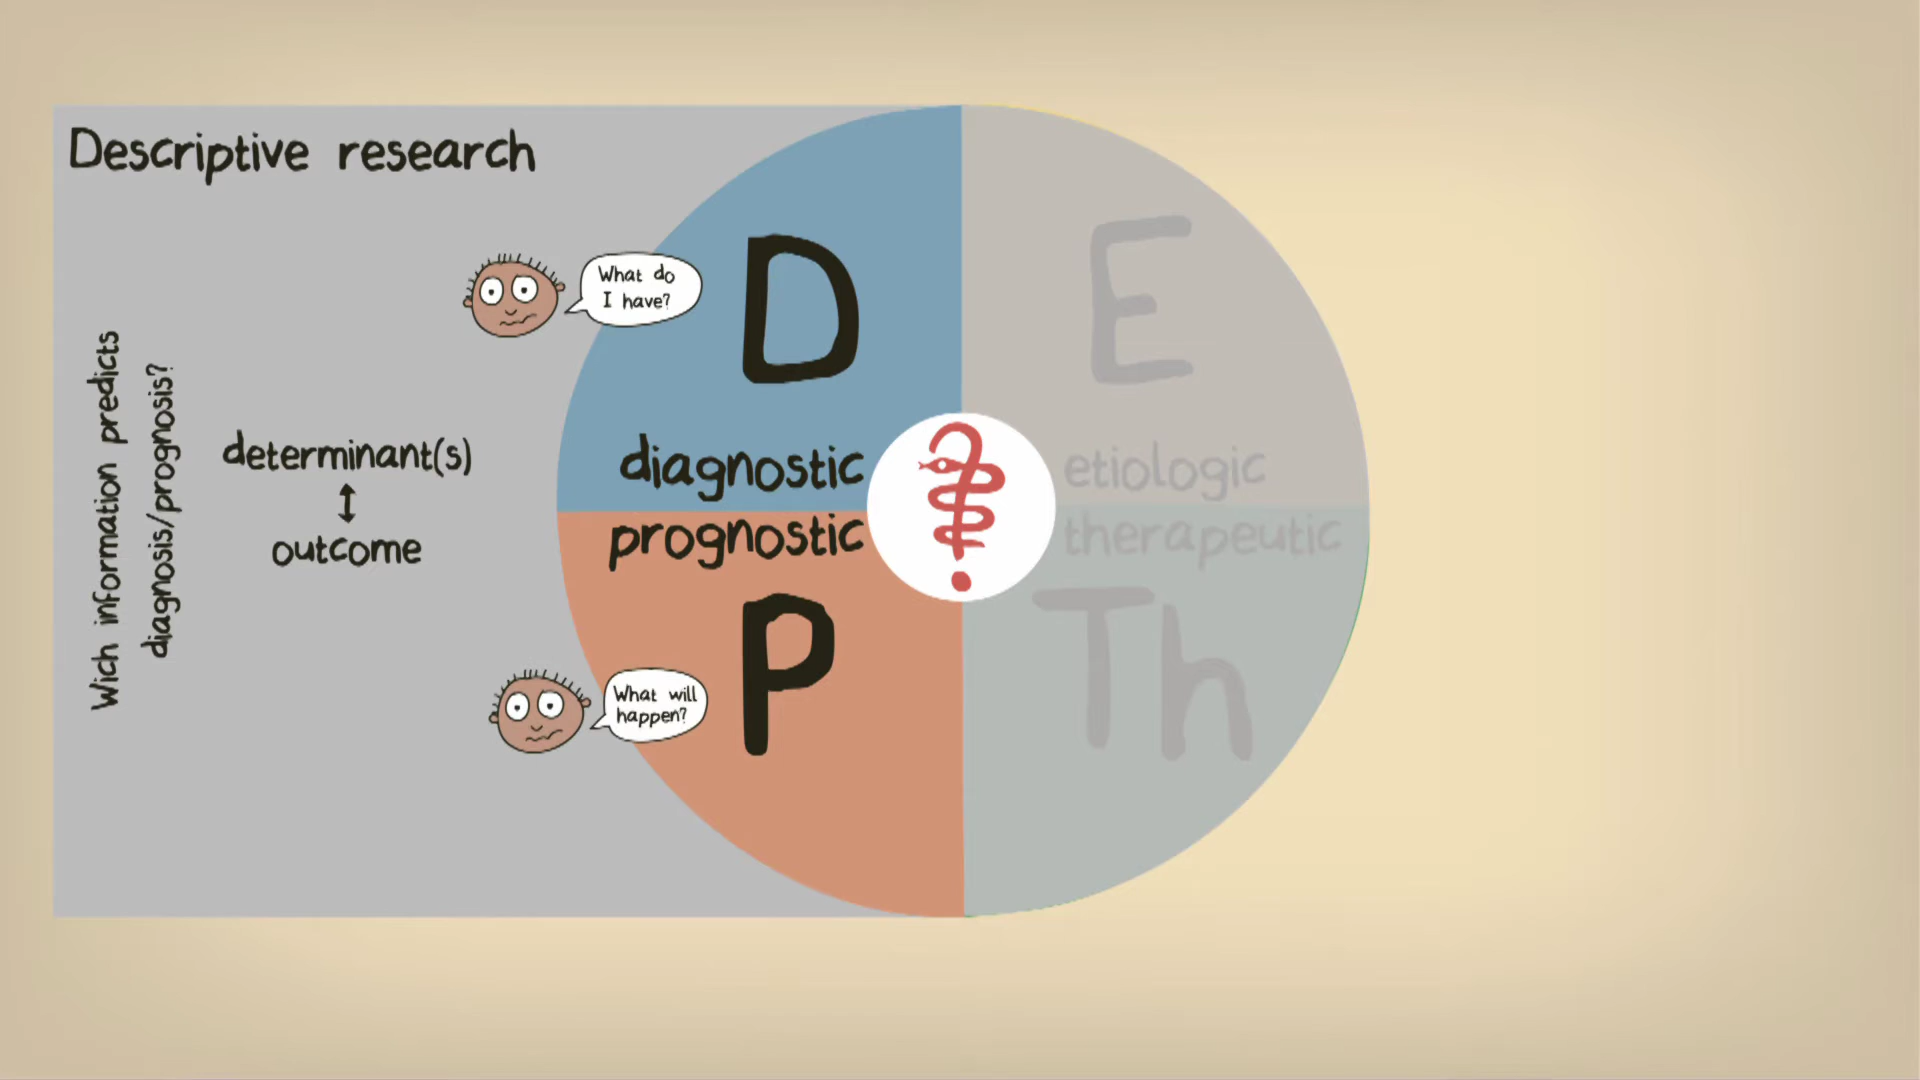 Descriptive research
Wich information predicts
diagnosis/prognosis?
determinant(s)
outcome
What do
I have?
D
diagnostic
prognostic
P
What will
happen?
E
etiologic
therapeutic
Th